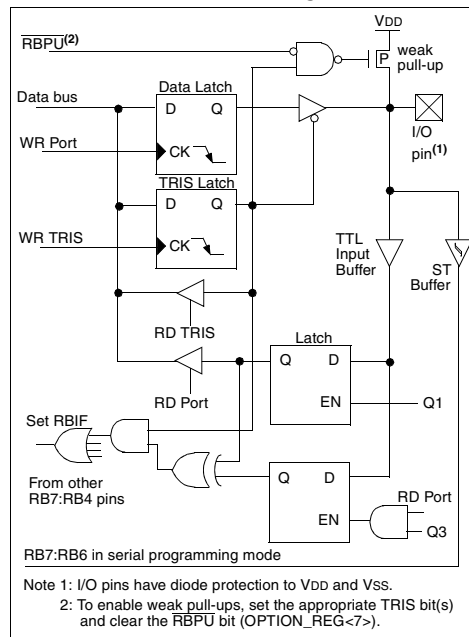 VDD
RBPU(2)
P
weak
pull-up
Data Latch
Data bus
D Q
I/O
pin(1)
WR Port
CK
TRIS Latch
D Q
TTL
Input
Buffer
WR TRIS
CK
ST
Buffer
RD TRIS
Latch
Q D
RD Port
EN
Q1
Set RBIF
From other
RB7:RB4 pins
Q D
RD Port
EN
Q3
RB7:RB6 in serial programming mode
Note 1: I/O pins have diode protection to VDD and VSS.
2: To enable weak pull-ups, set the appropriate TRIS bit(s)
and clear the RBPU bit (OPTION_REG<7>).